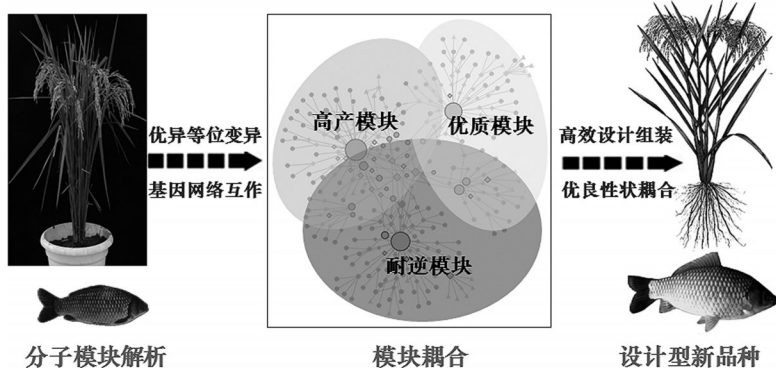 优异等位变异
基因网络互作
高产模块
优质模块
耐逆模块
高效设计组装
优良性状耦合
分子模块解析
模块耦合
设计型新品种